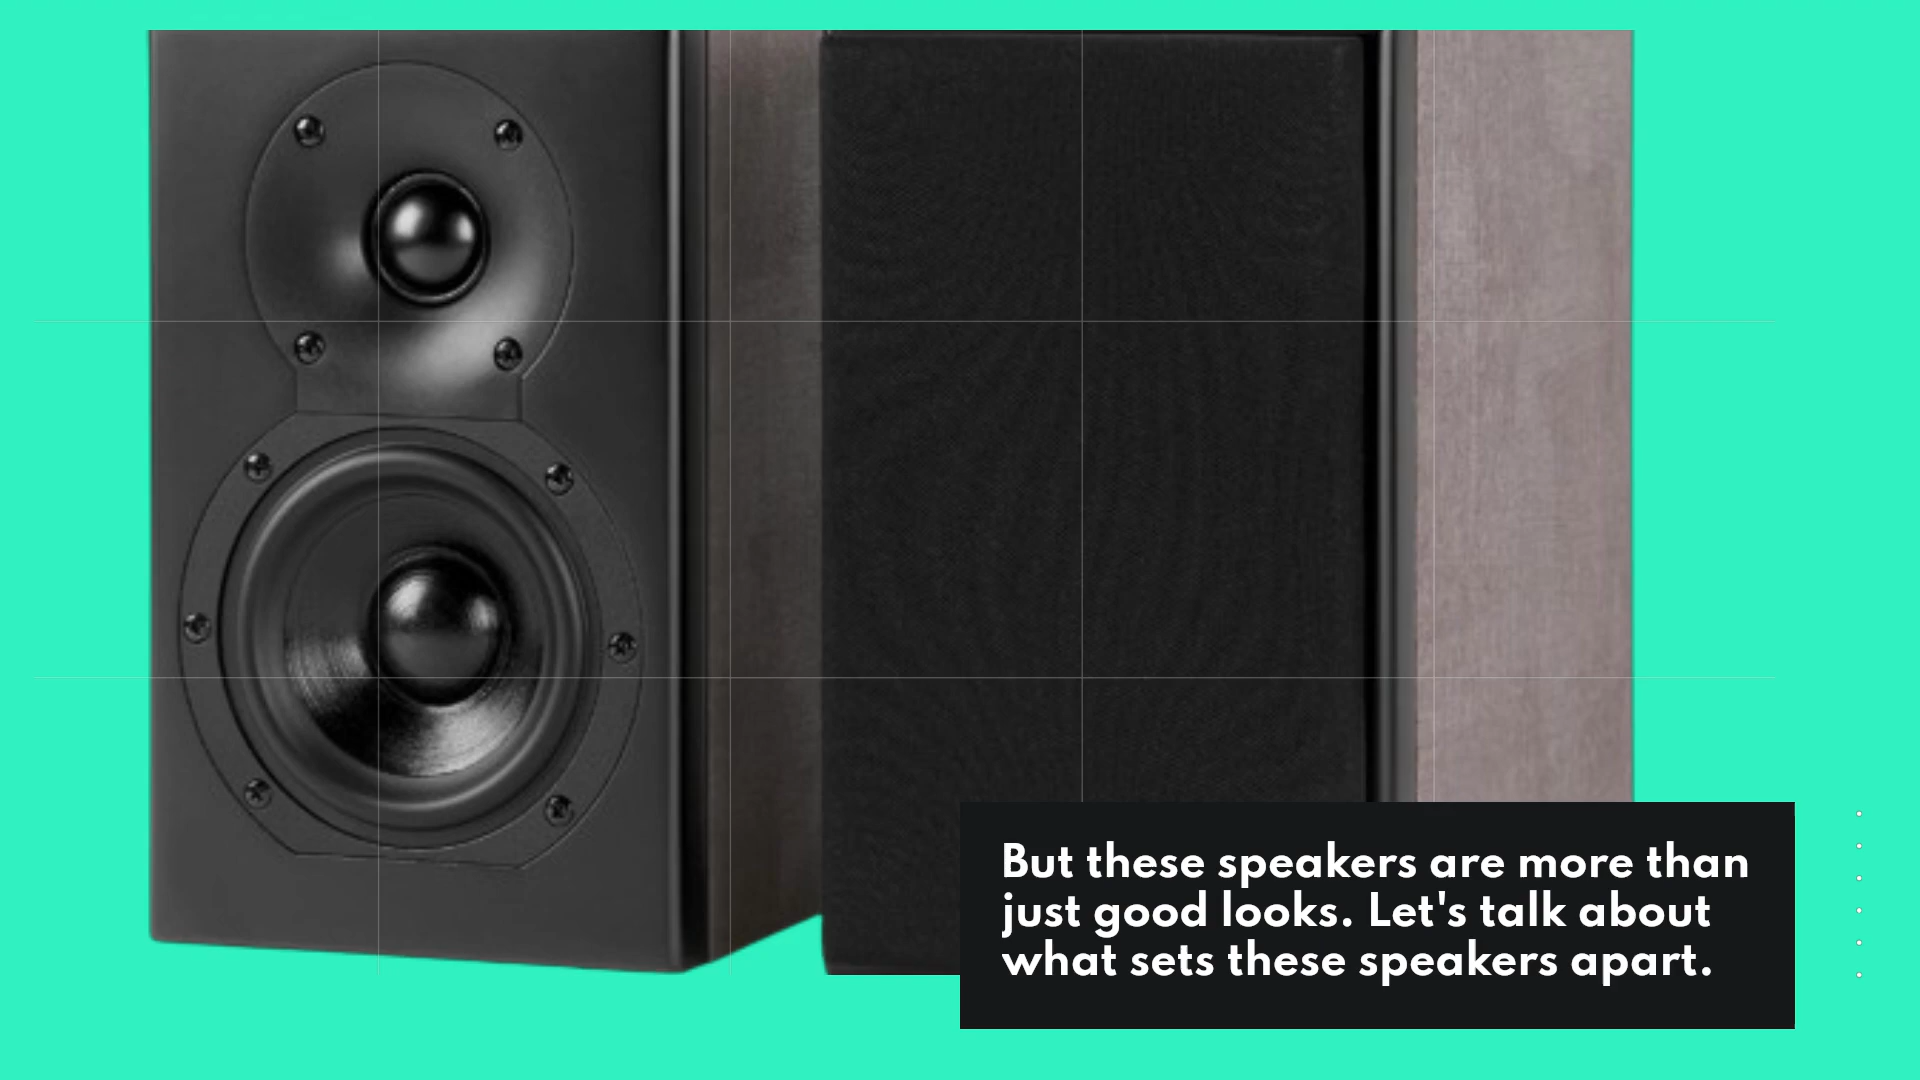 But these speakers are more than
just good looks. Let's talk about
what sets these speakers apart.